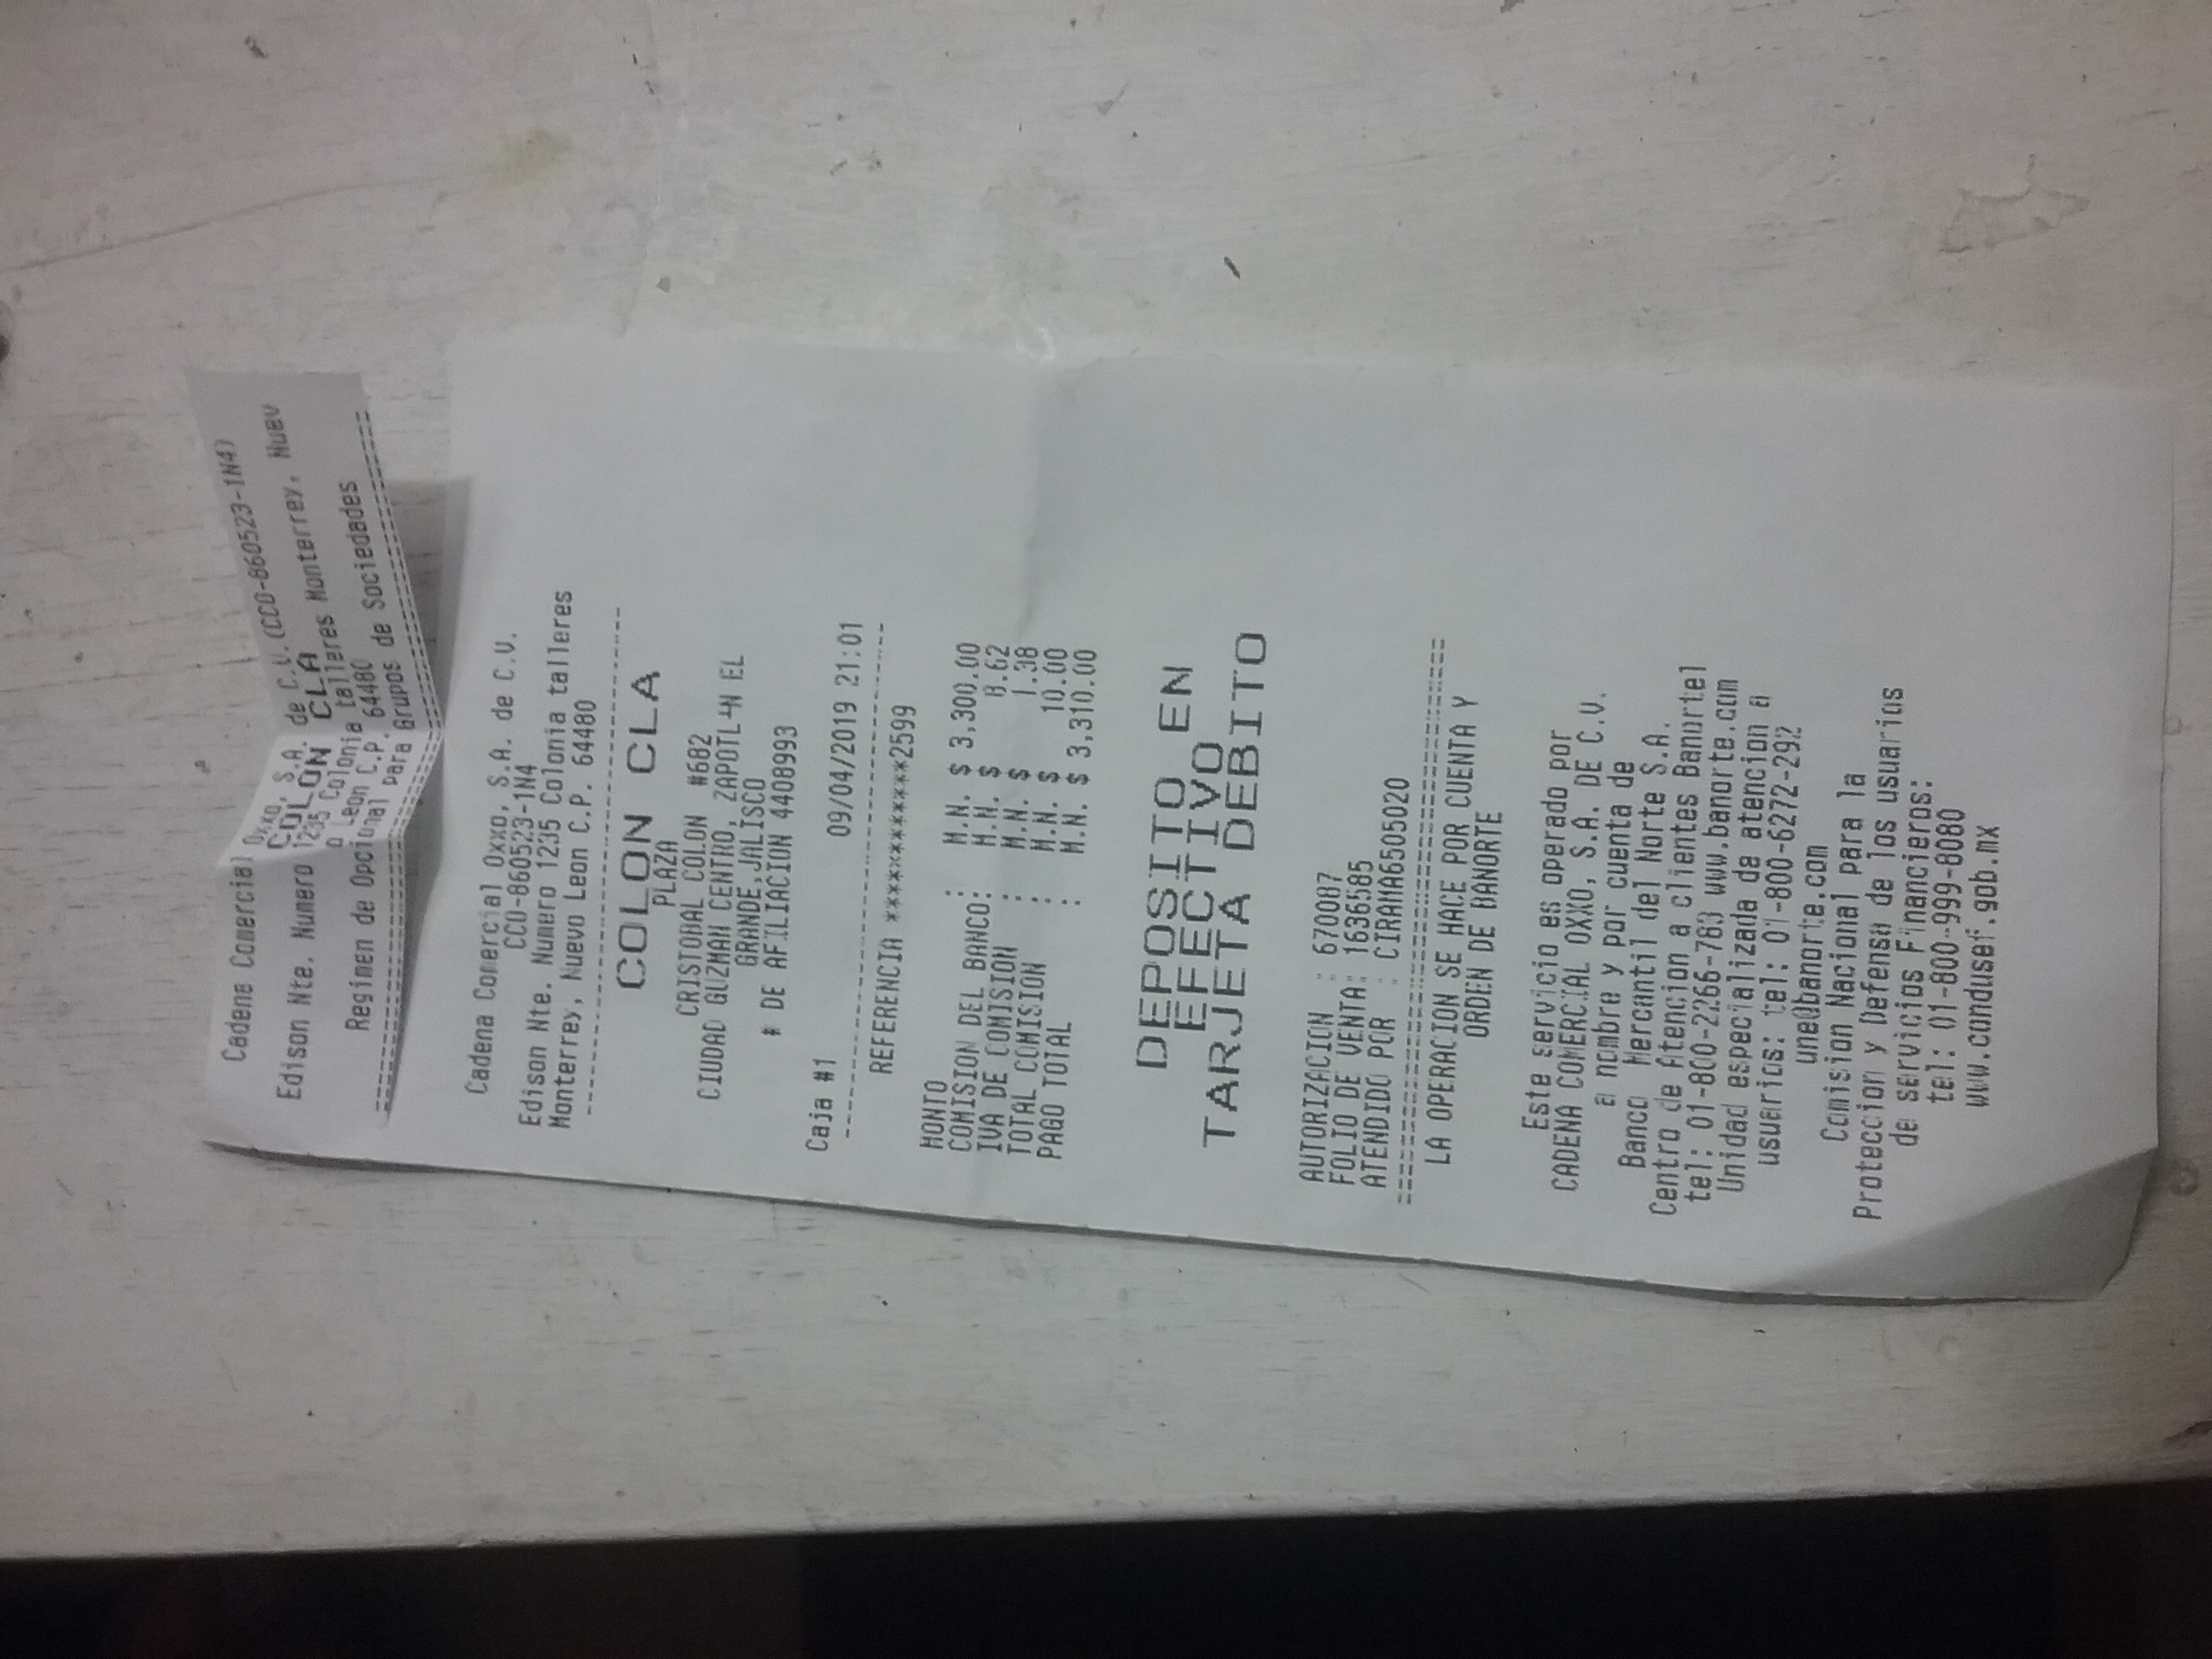 Cadena Comercial Oxxo, S.A. de C.V.(CCO-860523-1N4)
COLON CLA
Edison Nte. Numero 1235 Colonia talleres Monterrey, Nuev
o Leon C.P. 64480
Regimen de Opcional para Grupos de Sociedades
Cadena Comercial Oxxo, S.A. de C.V.
CCO-860523-1N4
Edison Nte. Numero 1235 Colonia talleres
Monterrey, Nuevo Leon C.P. 64480
COLON CLA
PLAZA
CRISTOBAL COLON #682
CIUDAD GUZMAN CENTRO, ZAPOTL┴N EL
GRANDE,JALISCO
# DE AFILIACION 4408993
Caja #1 09/04/2019 21:01
REFERENCIA ************2599
MONTO : M.N. $ 3,300.00
COMISION DEL BANCO: M.N. $ 8.62
IVA DE COMISION : M.N. $ 1.38
TOTAL COMISION : M.N. $ 10.00
PAGO TOTAL : M.N. $ 3,310.00
DEPOSITO EN
EFECTIVO
TARJETA DEBITO
AUTORIZACION : 670087
FOLIO DE VENTA: 1636585
ATENDIDO POR : CIRAMA6505020
LA OPERACION SE HACE POR CUENTA Y
ORDEN DE BANORTE
Este servicio es operado por
CADENA COMERCIAL OXXO, S.A. DE C.V.
a nombre y por cuenta de
Banco Mercantil del Norte S.A.
Centro de Atencion a clientes Banortel
tel: 01-800-2266-783 www.banorte.com
Unidad especializada de atencion a
usuarios: tel: 01-800-6272-292
une@banorte.com
Comision Nacional para la
Proteccion y Defensa de los usuarios
de servicios Financieros:
tel: 01-800-999-8080
www.condusef.gob.mx